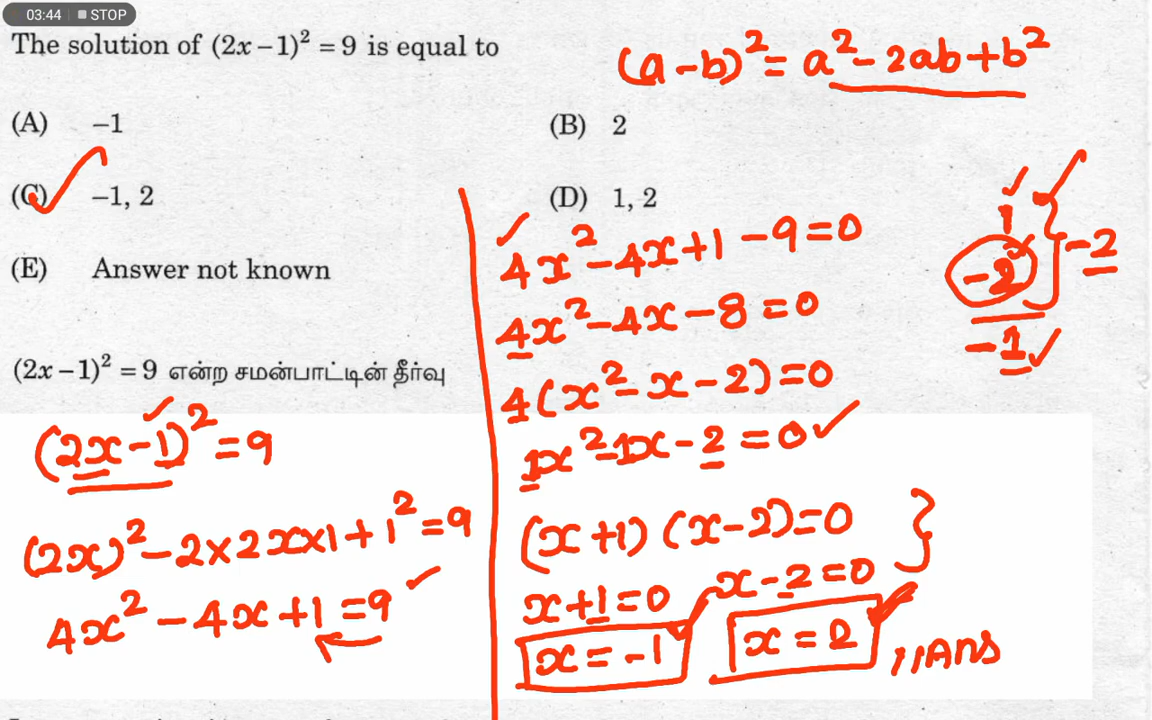 03:44 STOP
The solution of (2x – 1)² = 9 is equal to
(a - b)² = a² - 2ab + b²
(A) –1
(B) 2
(C) –1, 2
(D) 1, 2
(E) Answer not known
(2x – 1)² = 9 என்ற சமன்பாட்டின் தீர்வு
(2x - 1)² = 9
(2x)² - 2×2x×1 + 1² = 9
4x² - 4x + 1 = 9
4x² - 4x + 1 - 9 = 0
4x² - 4x - 8 = 0
4(x² - x - 2) = 0
1x² - 1x - 2 = 0
(x + 1) (x - 2) = 0
x + 1 = 0 x - 2 = 0
x = -1 x = 2 ,, Ans
1
-2
-2
-1